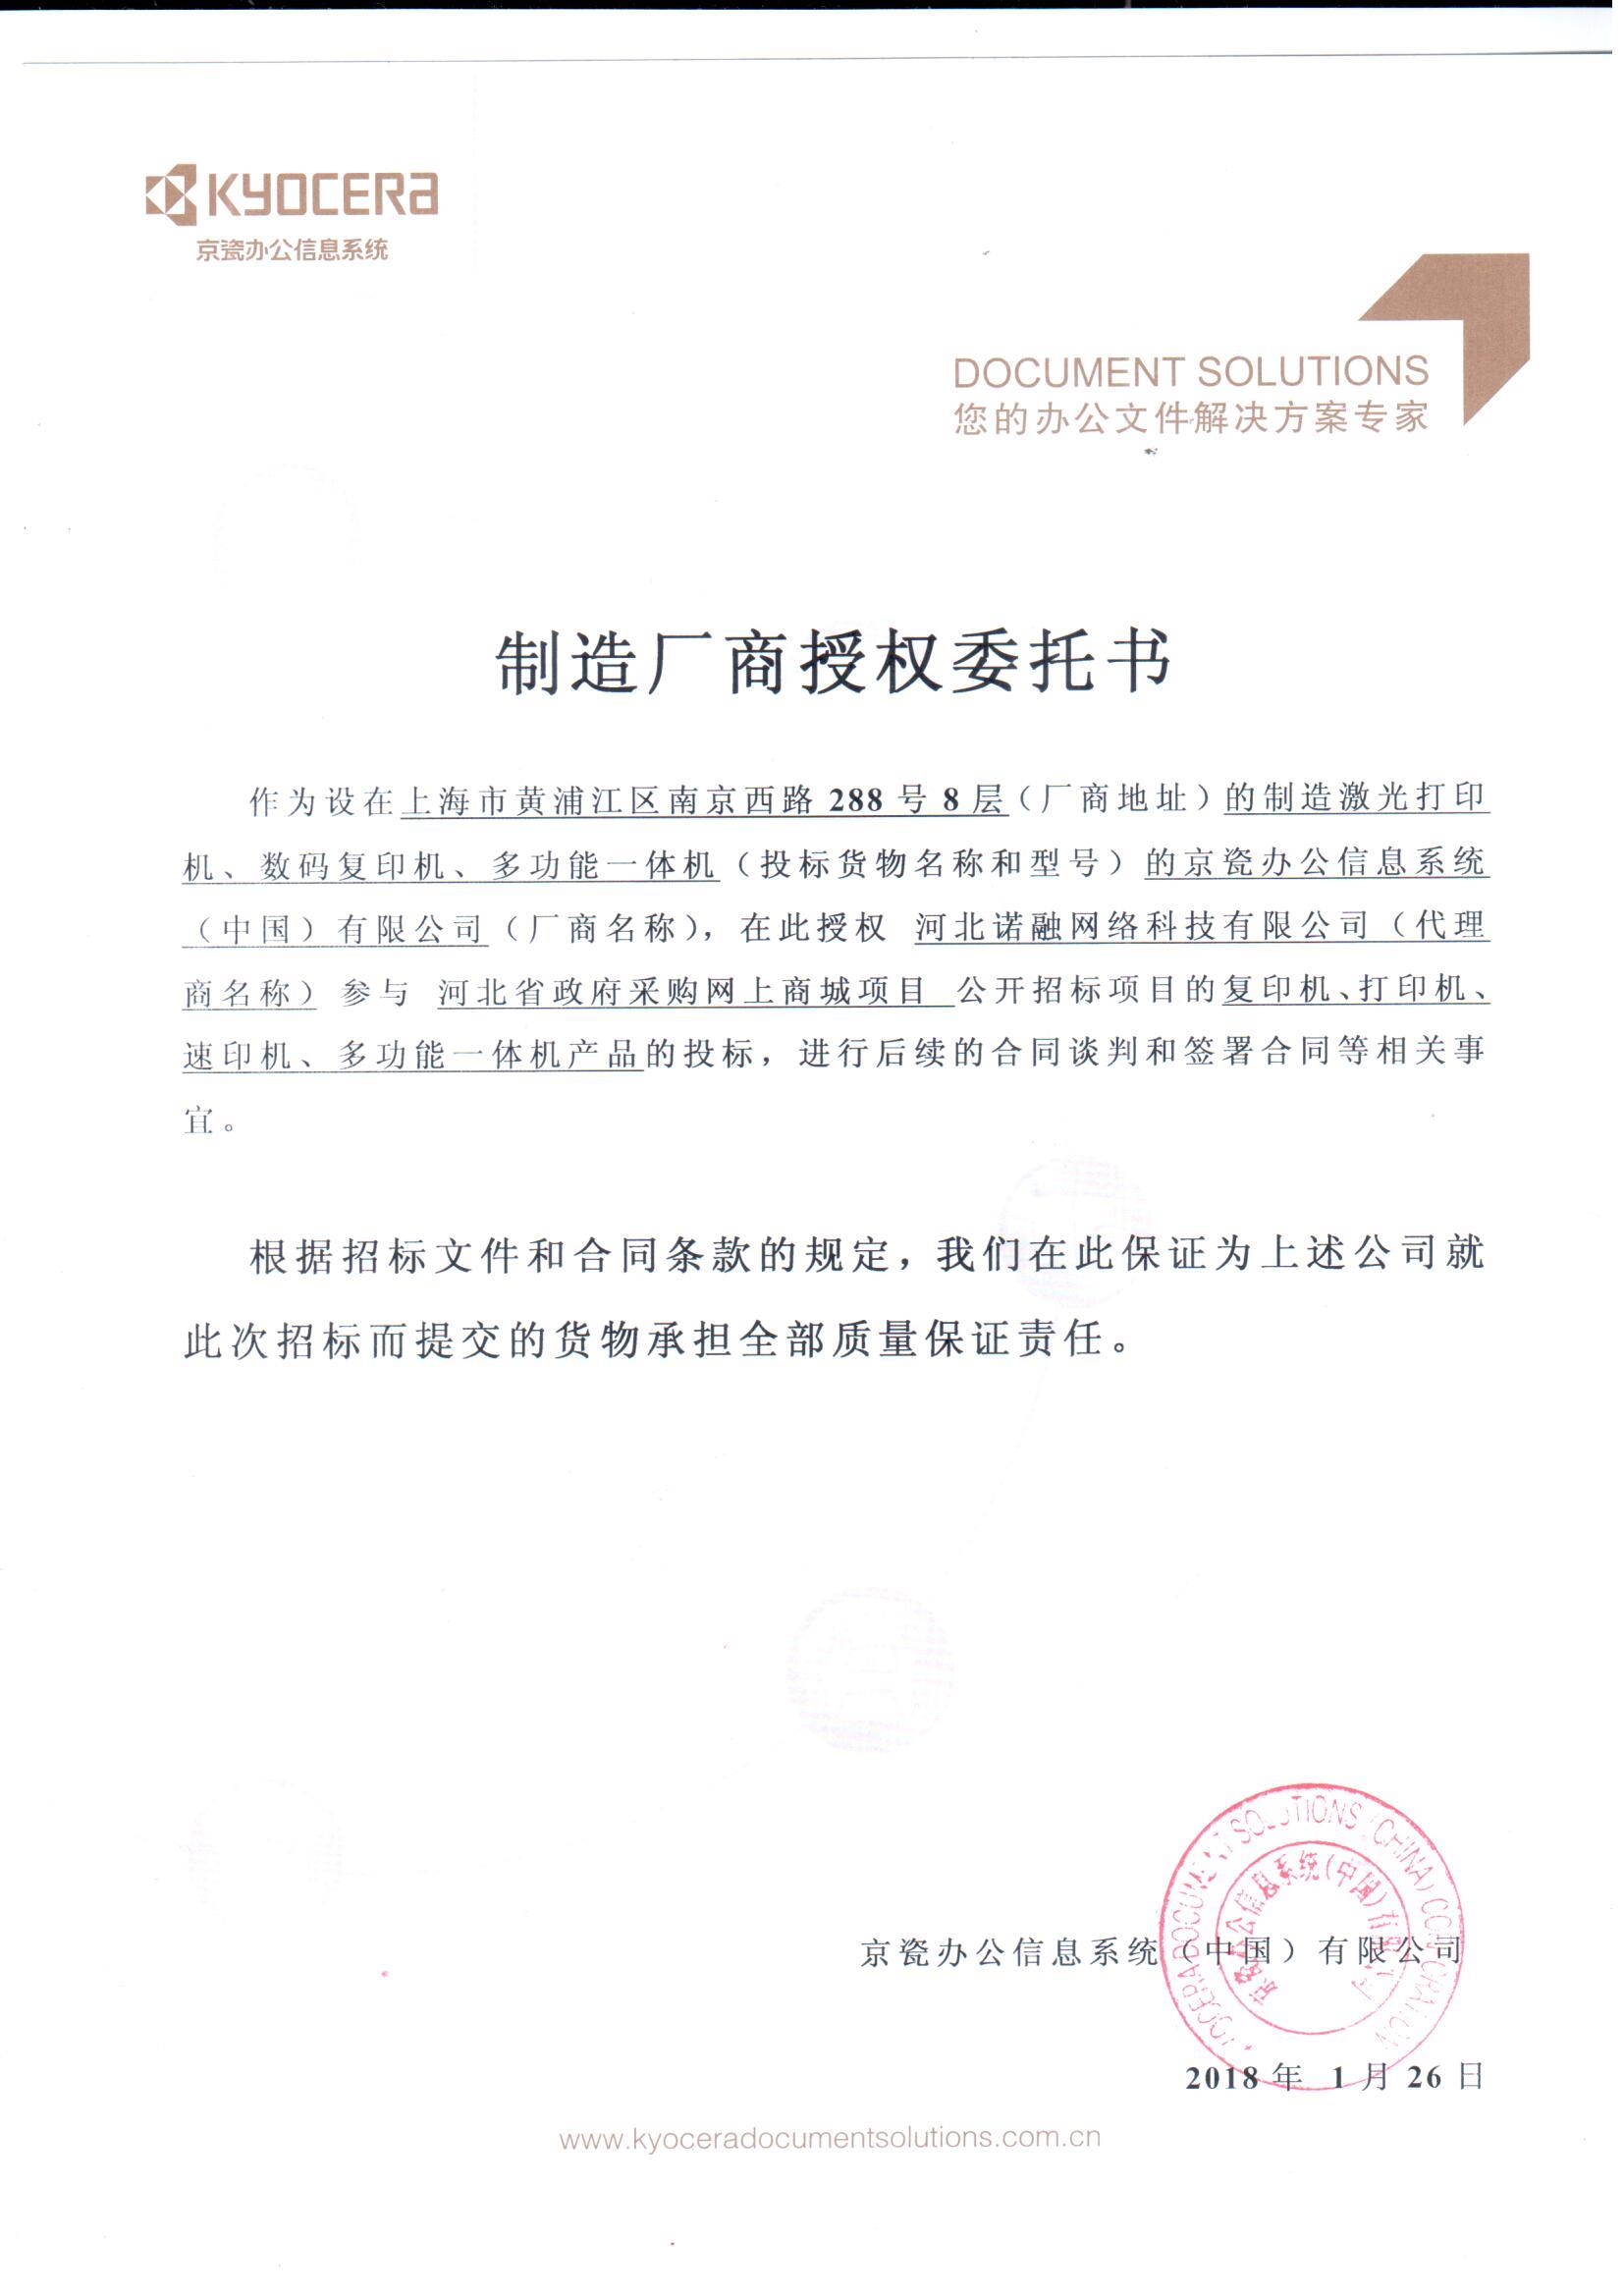 KYOCERA
京瓷办公信息系统
DOCUMENT SOLUTIONS
您的办公文件解决方案专家
制造厂商授权委托书
作为设在上海市黄浦江区南京西路 288 号 8 层（厂商地址）的制造激光打印
机、数码复印机、多功能一体机（投标货物名称和型号）的京瓷办公信息系统
（中国）有限公司（厂商名称），在此授权 河北诺融网络科技有限公司（代理
商名称） 参与 河北省政府采购网上商城项目 公开招标项目的复印机、打印机、
速印机、多功能一体机产品的投标，进行后续的合同谈判和签署合同等相关事
宜。
根据招标文件和合同条款的规定，我们在此保证为上述公司就
此次招标而提交的货物承担全部质量保证责任。
KYOCERA DOCUMENT SOLUTIONS (CHINA) CORPORATION
京瓷办公信息系统(中国)有限公司
京瓷办公信息系统（中国）有限公司
2018 年 1 月 26 日
www.kyoceradocumentsolutions.com.cn